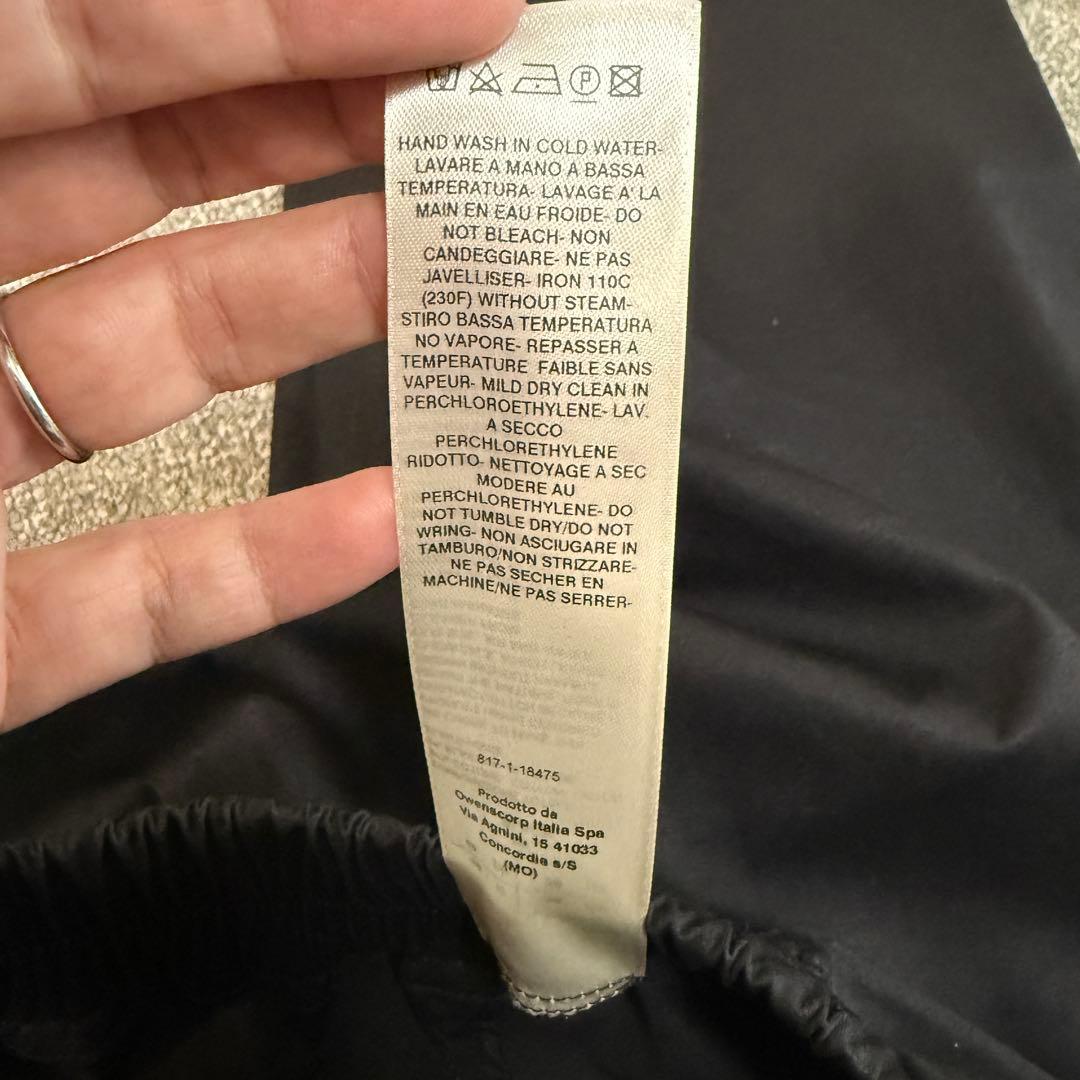 P
HAND WASH IN COLD WATER-
LAVARE A MANO A BASSA
TEMPERATURA- LAVAGE A' LA
MAIN EN EAU FROIDE- DO
NOT BLEACH- NON
CANDEGGIARE- NE PAS
JAVELLISER- IRON 110C
(230F) WITHOUT STEAM-
STIRO BASSA TEMPERATURA
NO VAPORE- REPASSER A
TEMPERATURE FAIBLE SANS
VAPEUR- MILD DRY CLEAN IN
PERCHLOROETHYLENE- LAV.
A SECCO
PERCHLORETHYLENE
RIDOTTO- NETTOYAGE A SEC
MODERE AU
PERCHLORETHYLENE- DO
NOT TUMBLE DRY/DO NOT
WRING- NON ASCIUGARE IN
TAMBURO/NON STRIZZARE-
NE PAS SECHER EN
MACHINE/NE PAS SERRER-
817-1-18475
Prodotto da
Owenscorp Italia Spa
Via Agnini, 15 41033
Concordia s/S
(MO)